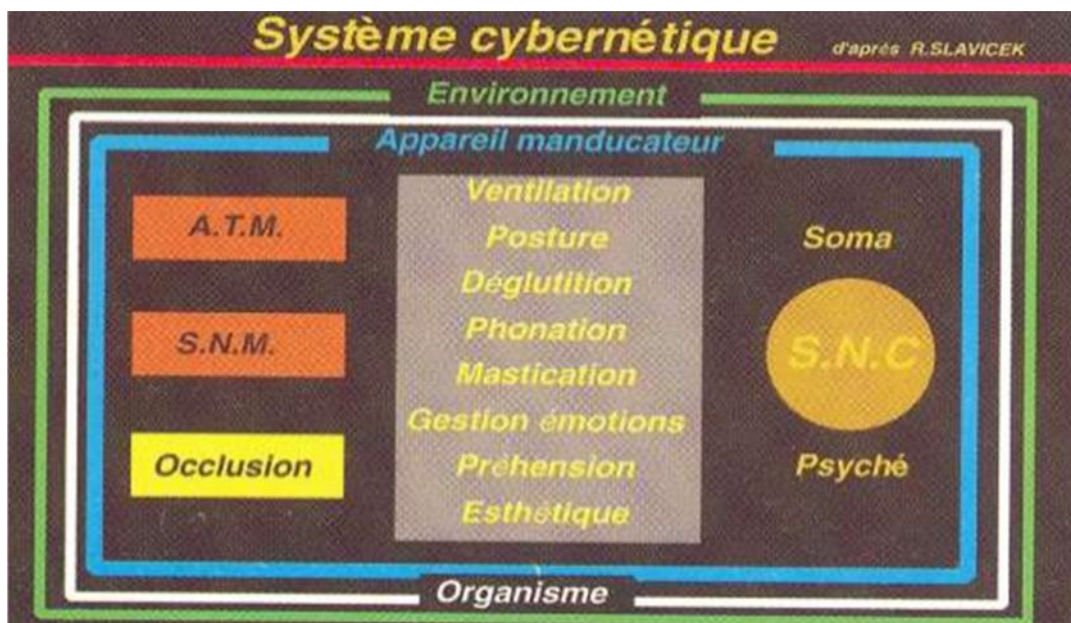 Système cybernétique
d'après R.SLAVICEK
Environnement
Appareil manducateur
A.T.M.
S.N.M.
Occlusion
Ventilation
Posture
Déglutition
Phonation
Mastication
Gestion émotions
Préhension
Esthétique
Soma
S.N.C
Psyché
Organisme